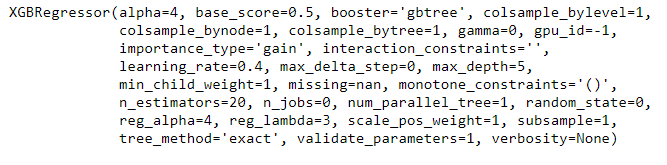 XGBRegressor(alpha=4, base_score=0.5, booster='gbtree', colsample_bylevel=1,
colsample_bynode=1, colsample_bytree=1, gamma=0, gpu_id=-1,
importance_type='gain', interaction_constraints='',
learning_rate=0.4, max_delta_step=0, max_depth=5,
min_child_weight=1, missing=nan, monotone_constraints='()',
n_estimators=20, n_jobs=0, num_parallel_tree=1, random_state=0,
reg_alpha=4, reg_lambda=3, scale_pos_weight=1, subsample=1,
tree_method='exact', validate_parameters=1, verbosity=None)